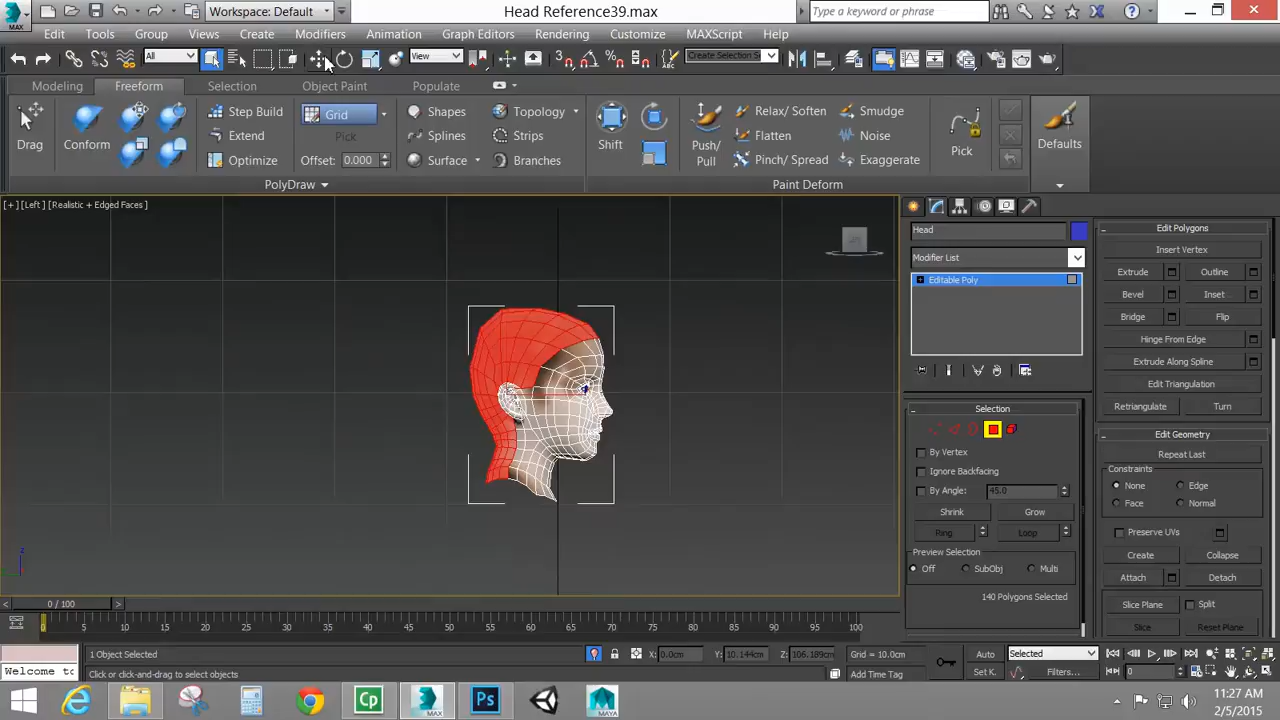 MAX
Workspace: Default
Head Reference39.max
Type a keyword or phrase
Edit Tools Group Views Create Modifiers Animation Graph Editors Rendering Customize MAXScript Help
All View Create Selection S
Modeling Freeform Selection Object Paint Populate
Drag
Conform
Step Build
Extend
Optimize
Grid
Pick
Offset: 0.000
Shapes
Splines
Surface
Topology
Strips
Branches
Shift
Push/
Pull
Relax/ Soften
Flatten
Pinch/ Spread
Smudge
Noise
Exaggerate
Pick
Defaults
PolyDraw
Paint Deform
[+] [Left] [Realistic + Edged Faces]
Head
Modifier List
Editable Poly
Selection
By Vertex
Ignore Backfacing
By Angle: 45.0
Shrink Grow
Ring Loop
Preview Selection
Off SubObj Multi
140 Polygons Selected
Edit Polygons
Insert Vertex
Extrude Outline
Bevel Inset
Bridge Flip
Hinge From Edge
Extrude Along Spline
Edit Triangulation
Retriangulate Turn
Edit Geometry
Repeat Last
Constraints
None Edge
Face Normal
Preserve UVs
Create Collapse
Attach Detach
Slice Plane Split
Slice Reset Plane
z
0 / 100
0 5 10 15 20 25 30 35 40 45 50 55 60 65 70 75 80 85 90 95 100
1 Object Selected
X: 0.0cm Y: 10.144cm Z: 106.189cm Grid = 10.0cm
Auto Selected
Welcome to
Click or click-and-drag to select objects
Add Time Tag
Set K. Filters... 0
Cp MAX Ps MAYA
11:27 AM
2/5/2015